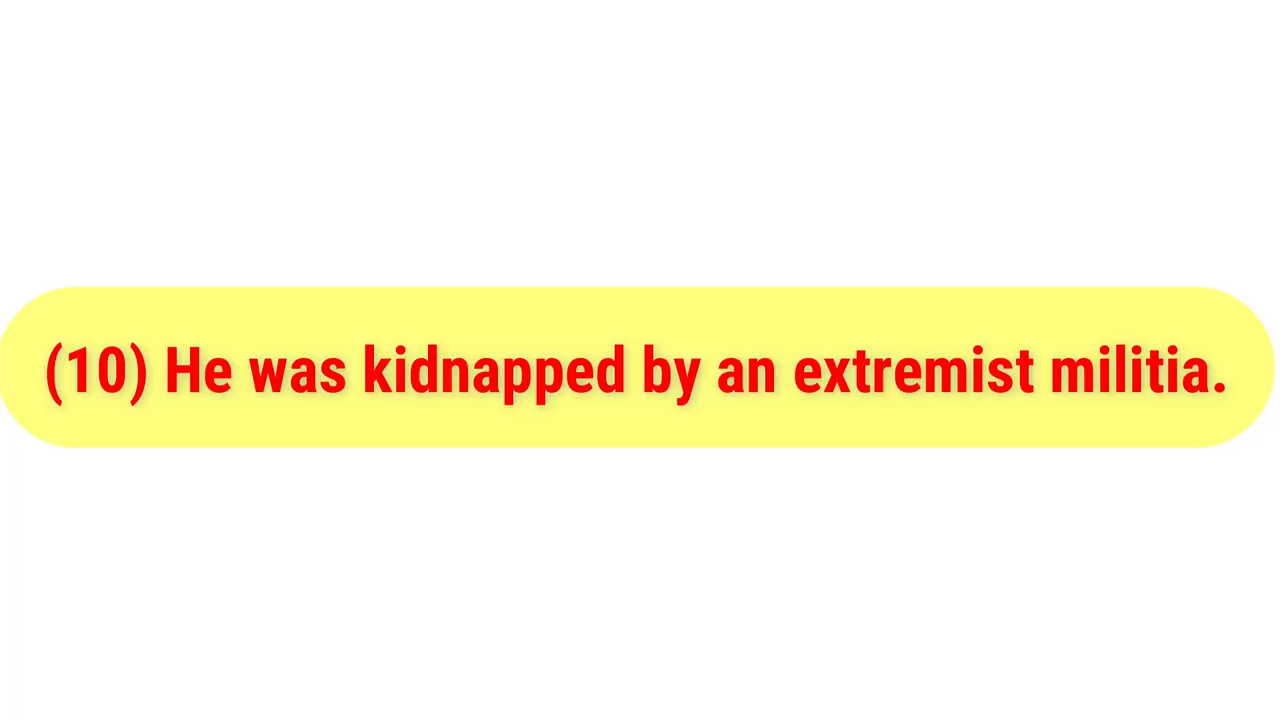 (10) He was kidnapped by an extremist militia.